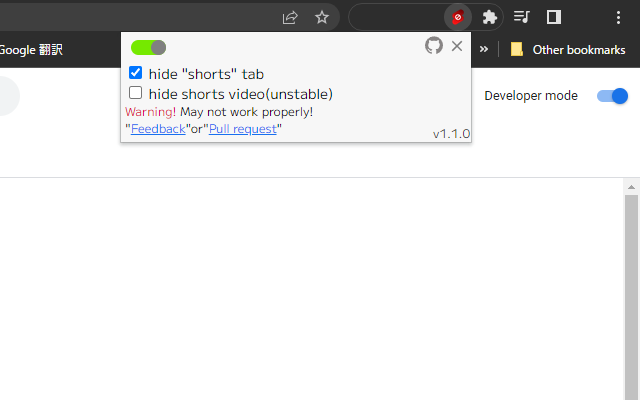 Google 翻訳
Other bookmarks
hide "shorts" tab
hide shorts video(unstable)
Warning! May not work properly!
"Feedback"or"Pull request"
v1.1.0
Developer mode